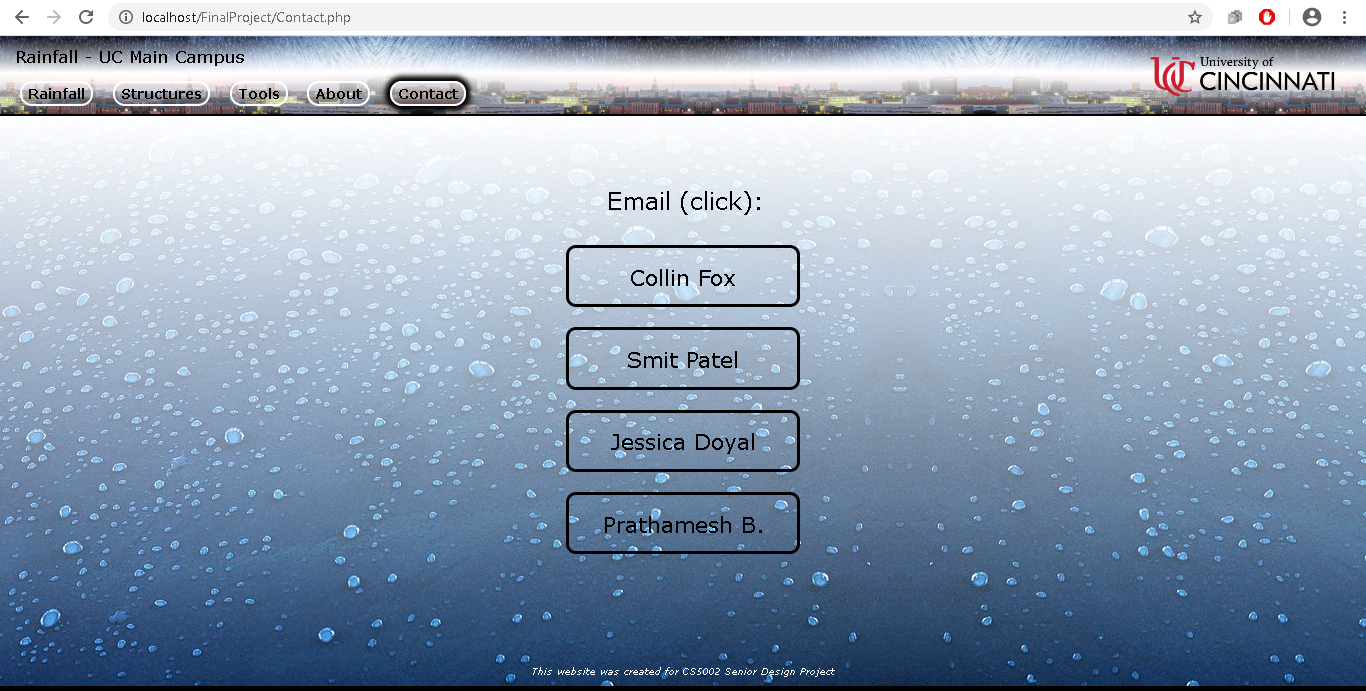 localhost/FinalProject/Contact.php
Rainfall - UC Main Campus
Rainfall Structures Tools About Contact
UC University of
CINCINNATI
Email (click):
Collin Fox
Smit Patel
Jessica Doyal
Prathamesh B.
This website was created for CS5002 Senior Design Project